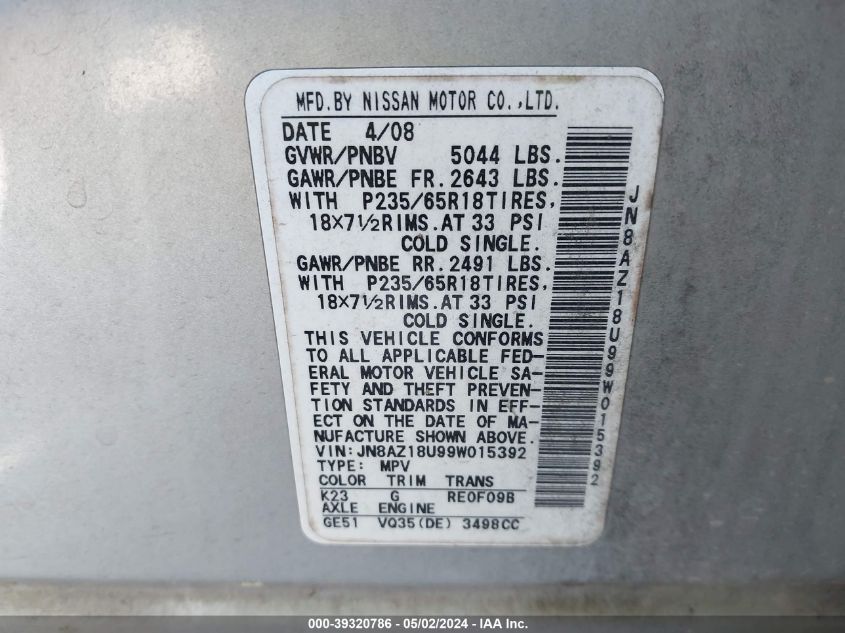 MFD.BY NISSAN MOTOR CO.,LTD.
DATE 4/08
GVWR/PNBV 5044 LBS.
GAWR/PNBE FR.2643 LBS.
WITH P235/65R18TIRES,
18×7½RIMS.AT 33 PSI
COLD SINGLE.
GAWR/PNBE RR.2491 LBS.
WITH P235/65R18TIRES,
18×7½RIMS.AT 33 PSI
COLD SINGLE.
THIS VEHICLE CONFORMS
TO ALL APPLICABLE FED-
ERAL MOTOR VEHICLE SA-
FETY AND THEFT PREVEN-
TION STANDARDS IN EFF-
ECT ON THE DATE OF MA-
NUFACTURE SHOWN ABOVE.
VIN:JN8AZ18U99W015392
TYPE: MPV
COLOR TRIM TRANS
K23 G RE0F09B
AXLE ENGINE
GE51 VQ35(DE) 3498CC
JN8AZ18U99W015392
000-39320786 — 05/02/2024 — IAA Inc.